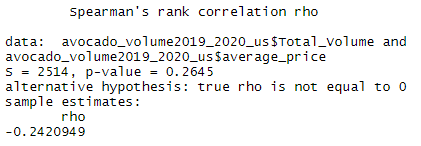 Spearman's rank correlation rho
data:  avocado_volume2019_2020_us$Total_Volume and
avocado_volume2019_2020_us$average_price
S = 2514, p-value = 0.2645
alternative hypothesis: true rho is not equal to 0
sample estimates:
rho
-0.2420949